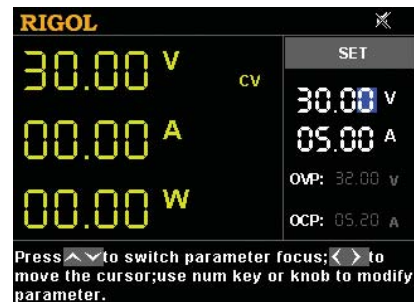 RIGOL
SET
30.00 V
CV
30.00 V
00.00 A
05.00 A
00.00 W
OVP: 32.00 V
OCP: 05.20 A
Press to switch parameter focus; to
move the cursor;use num key or knob to modify
parameter.